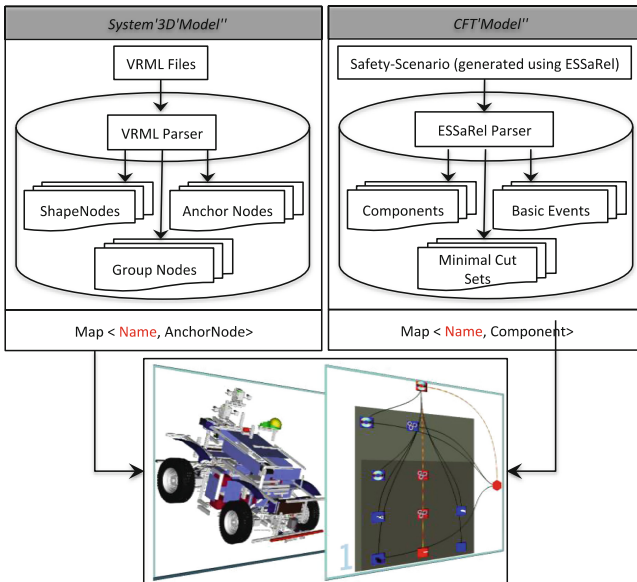 System'3D'Model''
VRML Files
VRML Parser
ShapeNodes
Anchor Nodes
Group Nodes
Map < Name, AnchorNode>
CFT'Model''
Safety-Scenario (generated using ESSaRel)
ESSaRel Parser
Components
Basic Events
Minimal Cut
Sets
Map < Name, Component>
1